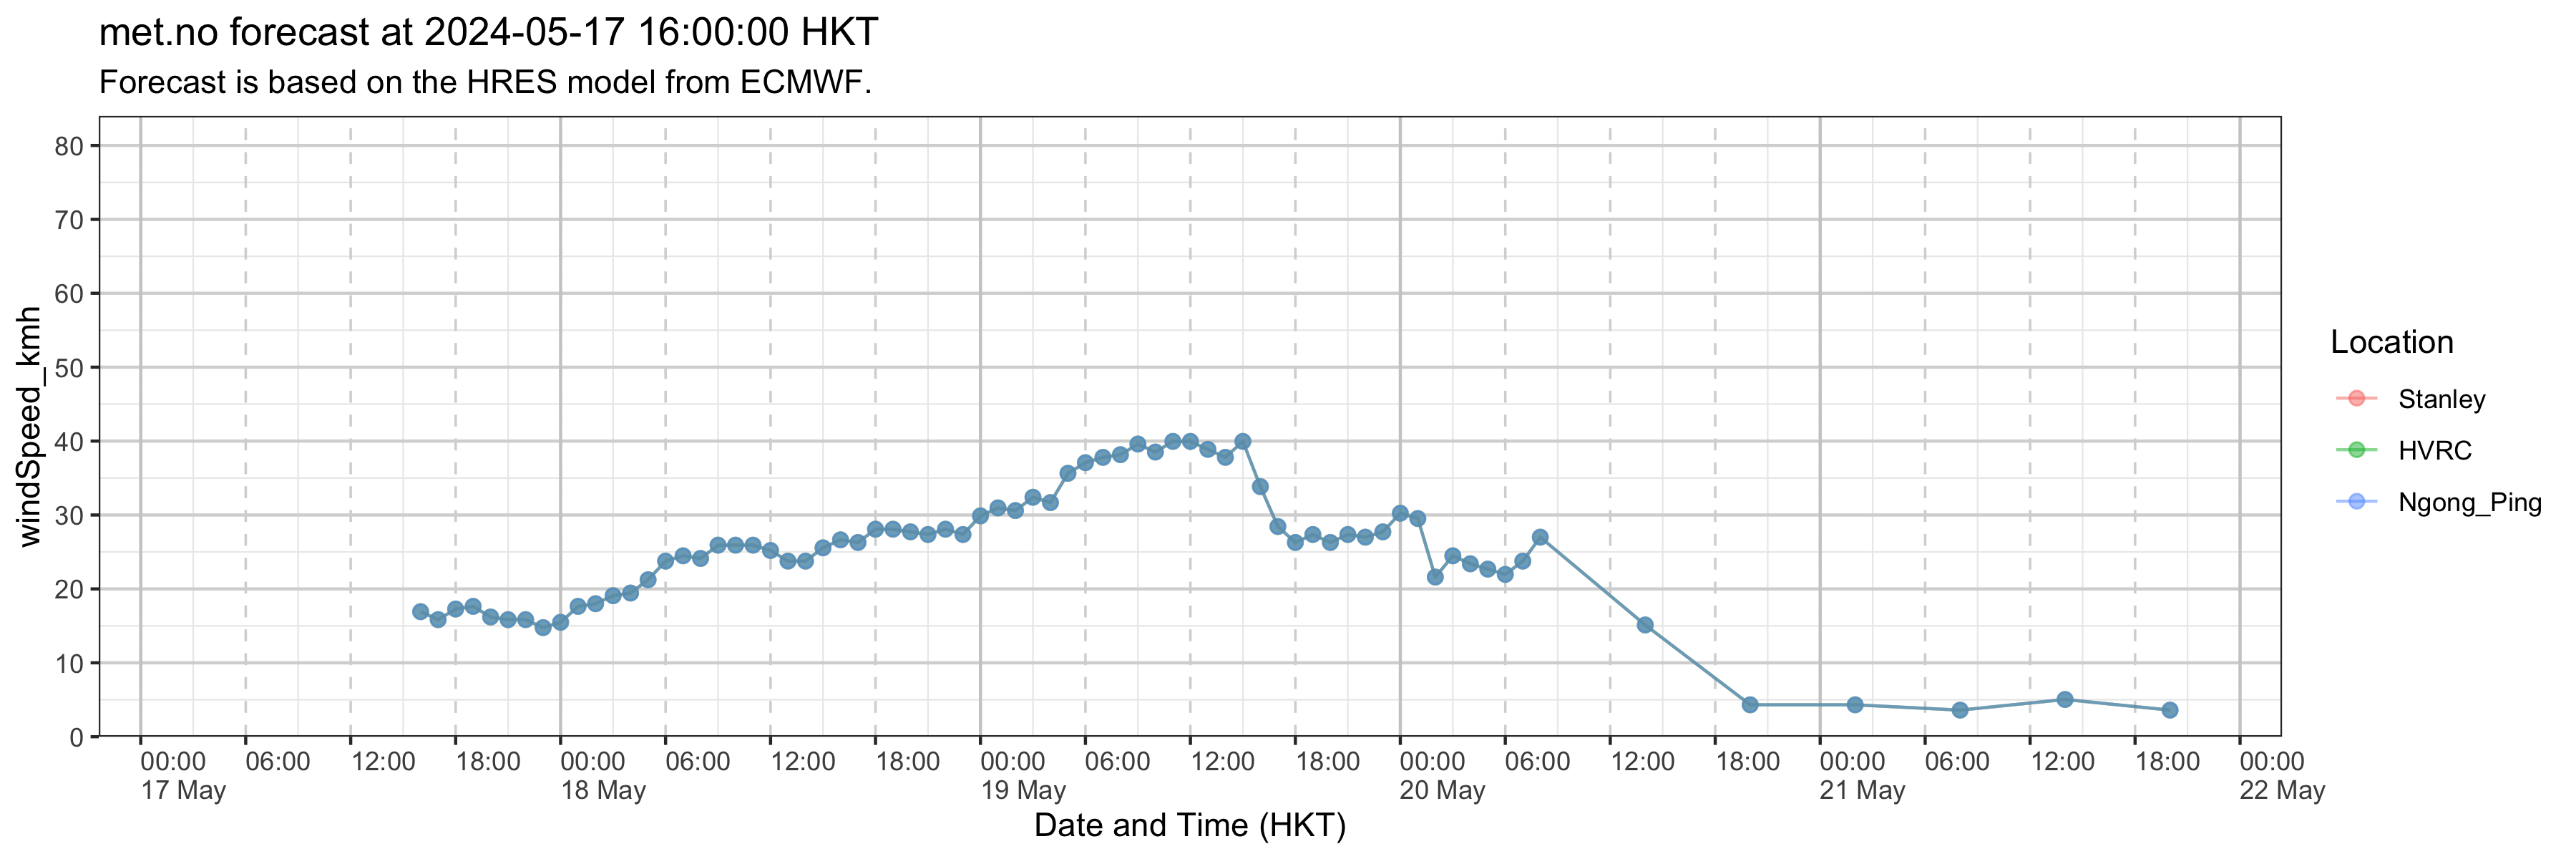 met.no forecast at 2024-05-17 16:00:00 HKT
Forecast is based on the HRES model from ECMWF.
windSpeed_kmh
80
70
60
50
40
30
20
10
0
00:00 06:00 12:00 18:00 00:00 06:00 12:00 18:00 00:00 06:00 12:00 18:00 00:00 06:00 12:00 18:00 00:00 06:00 12:00 18:00 00:00
17 May 18 May 19 May 20 May 21 May 22 May
Date and Time (HKT)
Location
Stanley
HVRC
Ngong_Ping